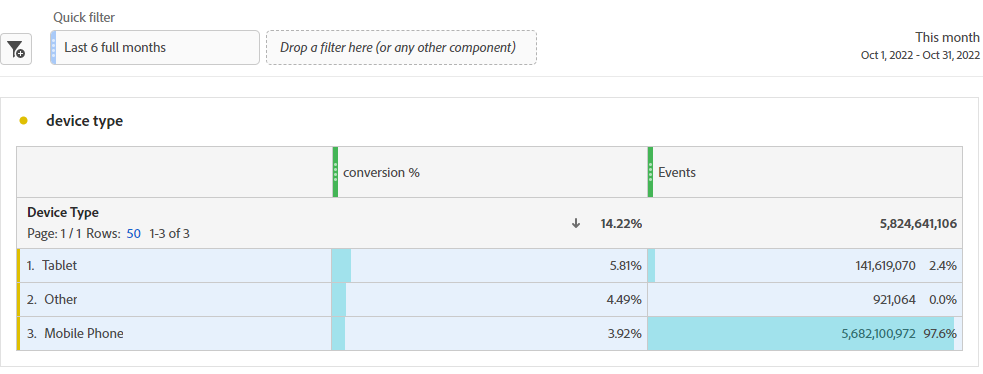 Quick filter
Last 6 full months
Drop a filter here (or any other component)
This month
Oct 1, 2022 - Oct 31, 2022
device type
conversion % Events
Device Type
Page: 1 / 1 Rows: 50 1-3 of 3
14.22% 5,824,641,106
1. Tablet 5.81% 141,619,070 2.4%
2. Other 4.49% 921,064 0.0%
3. Mobile Phone 3.92% 5,682,100,972 97.6%